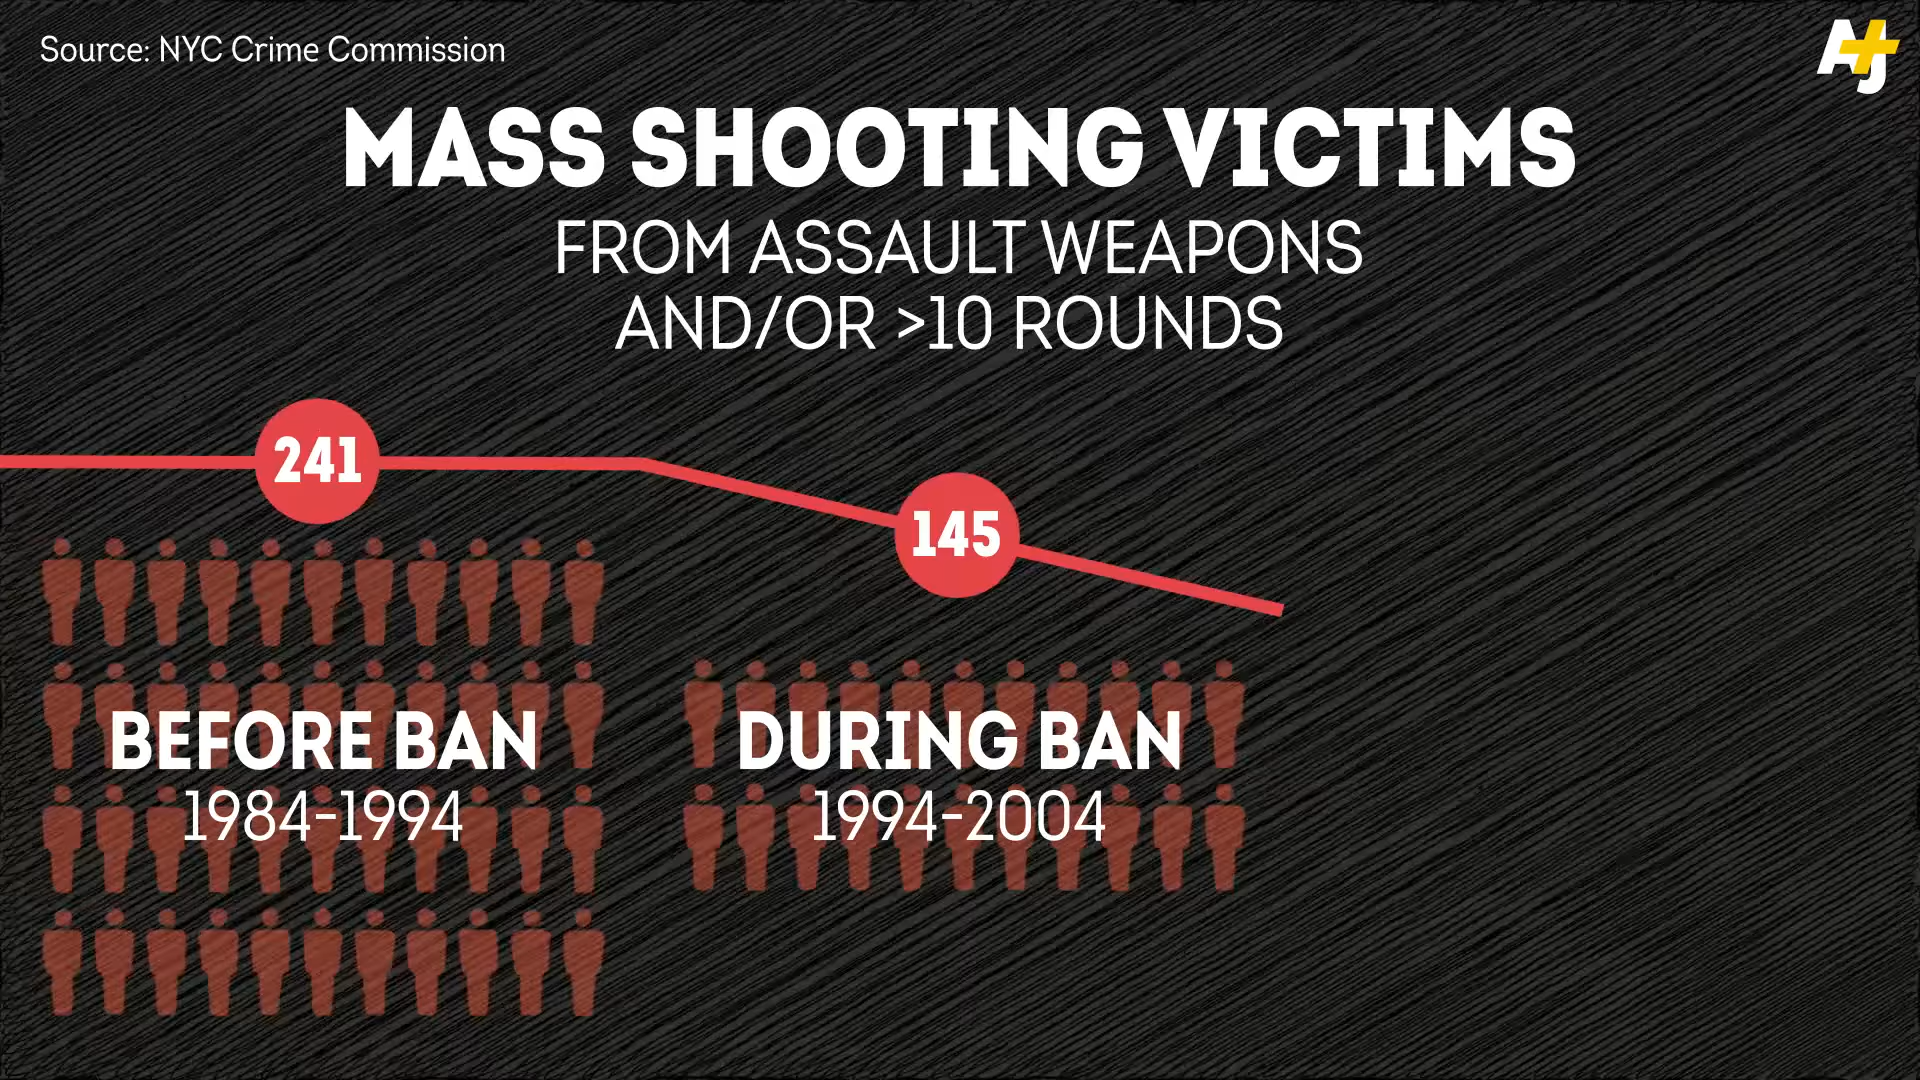 Source: NYC Crime Commission
AJ+
MASS SHOOTING VICTIMS
FROM ASSAULT WEAPONS
AND/OR >10 ROUNDS
241
145
BEFORE BAN
1984-1994
DURING BAN
1994-2004